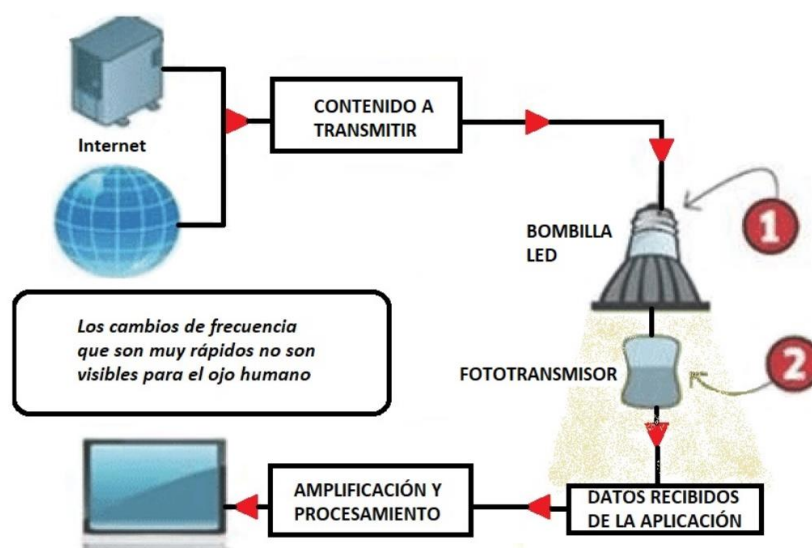 Internet
CONTENIDO A
TRANSMITIR
BOMBILLA
LED
1
Los cambios de frecuencia
que son muy rápidos no son
visibles para el ojo humano
FOTOTRANSMISOR
2
DATOS RECIBIDOS
DE LA APLICACIÓN
AMPLIFICACIÓN Y
PROCESAMIENTO